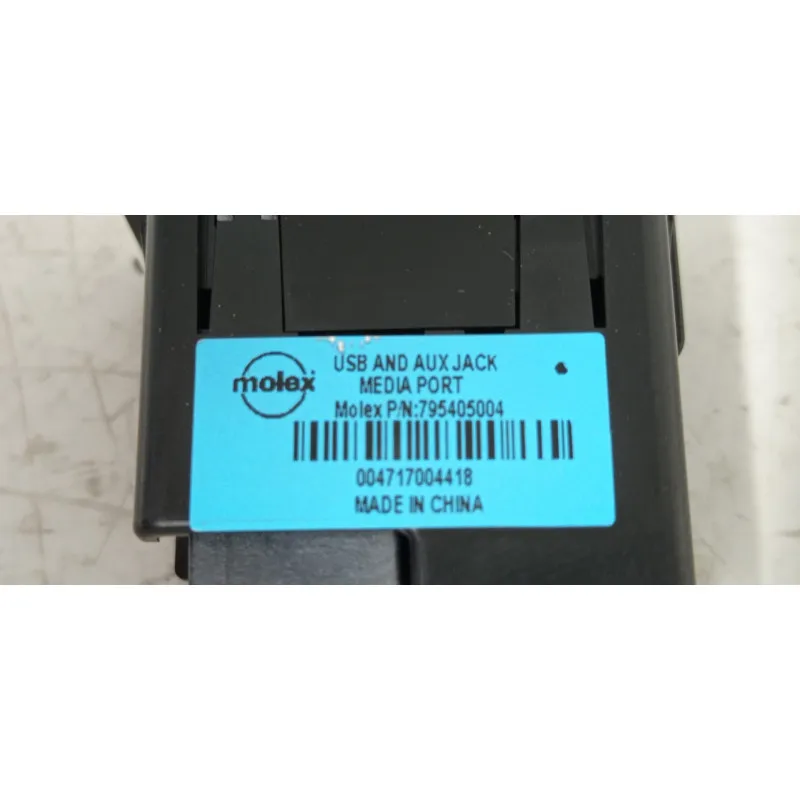 molex
USB AND AUX JACK
MEDIA PORT
Molex P/N:795405004
004717004418
MADE IN CHINA